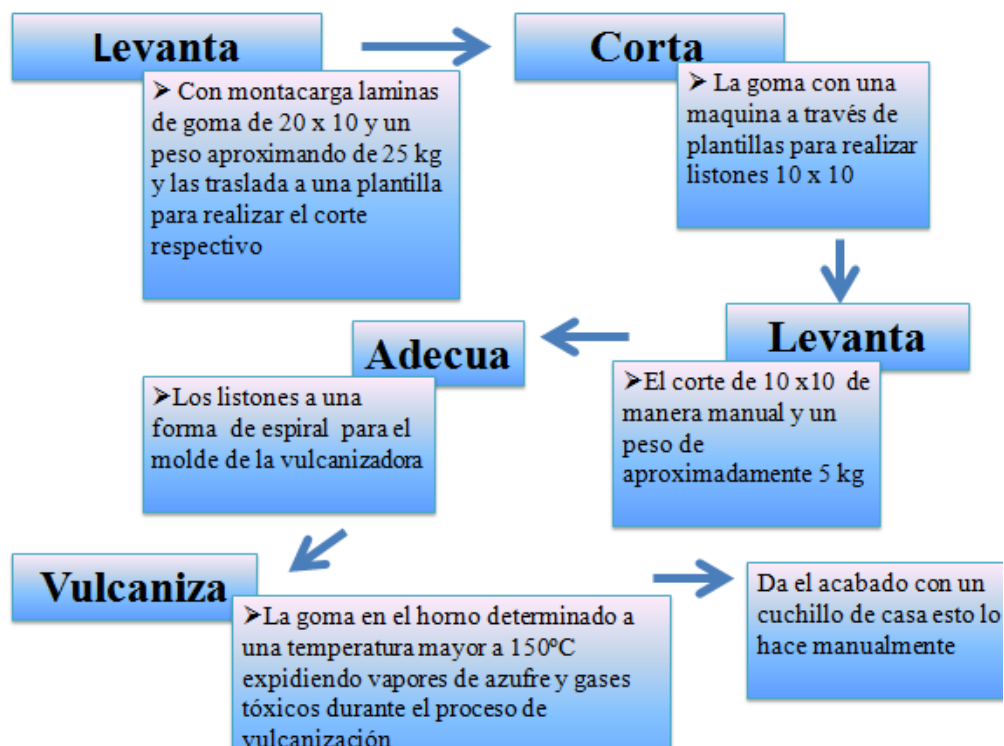 Levanta
➢ Con montacarga laminas
de goma de 20 x 10 y un
peso aproximando de 25 kg
y las traslada a una plantilla
para realizar el corte
respectivo
Corta
➢ La goma con una
maquina a través de
plantillas para realizar
listones 10 x 10
Levanta
➢El corte de 10 x10 de
manera manual y un
peso de
aproximadamente 5 kg
Adecua
➢Los listones a una
forma de espiral para el
molde de la vulcanizadora
Vulcaniza
➢La goma en el horno determinado a
una temperatura mayor a 150ºC
expidiendo vapores de azufre y gases
tóxicos durante el proceso de
vulcanización
Da el acabado con un
cuchillo de casa esto lo
hace manualmente